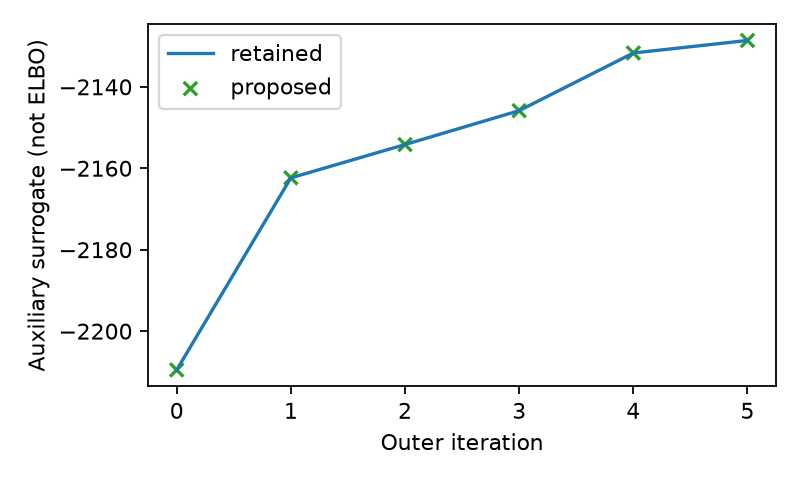 retained
proposed
Auxiliary surrogate (not ELBO)
−2140
−2160
−2180
−2200
0 1 2 3 4 5
Outer iteration